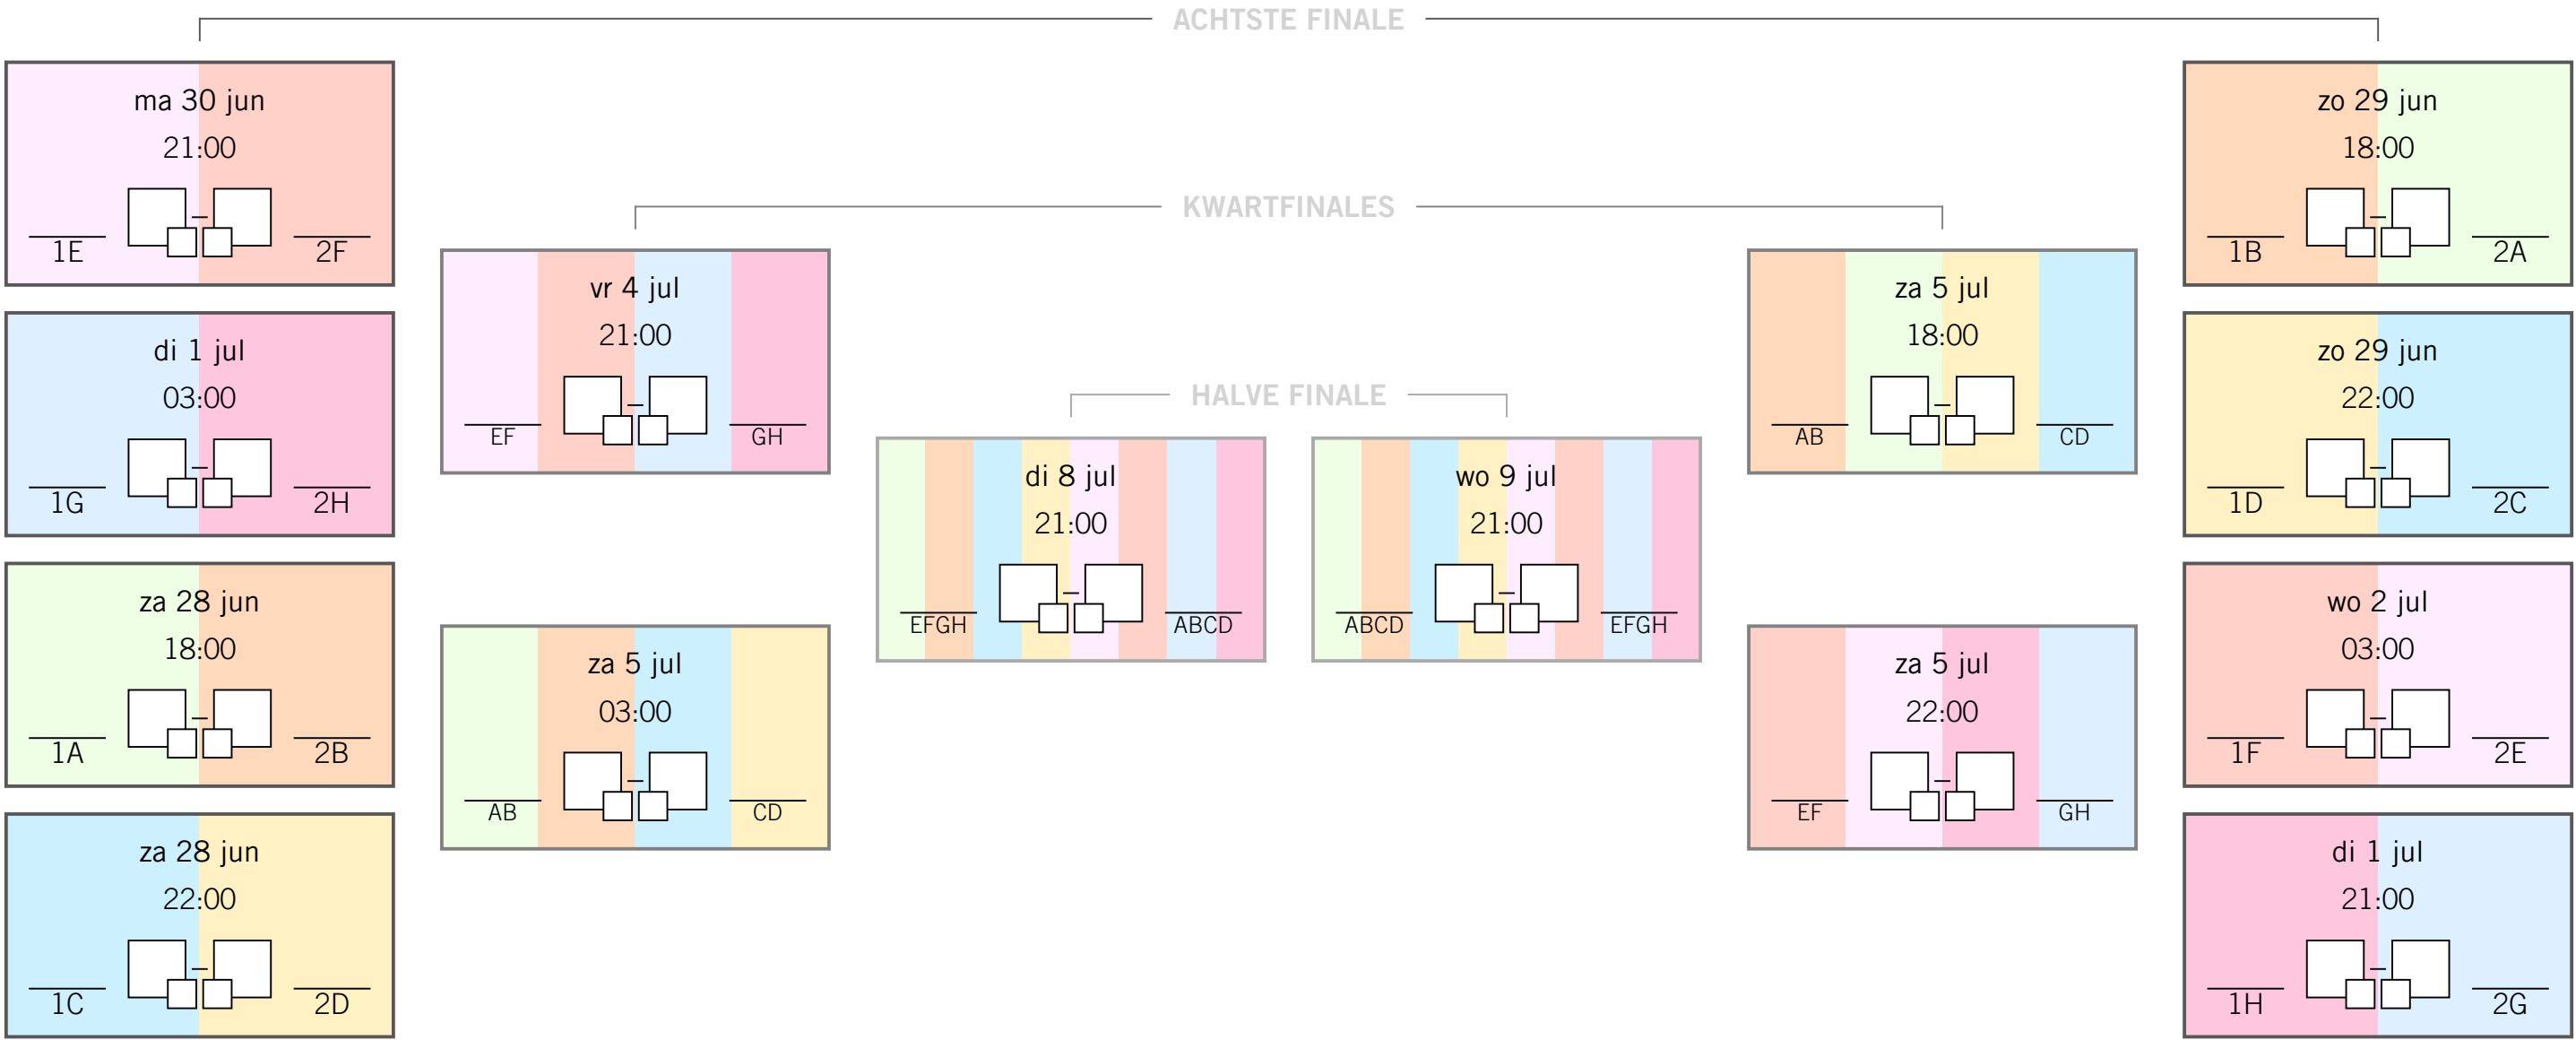 ACHTSTE FINALE
ma 30 jun
21:00
1E – 2F
di 1 jul
03:00
1G – 2H
za 28 jun
18:00
1A – 2B
za 28 jun
22:00
1C – 2D
KWARTFINALES
vr 4 jul
21:00
EF – GH
za 5 jul
03:00
AB – CD
HALVE FINALE
di 8 jul
21:00
EFGH – ABCD
wo 9 jul
21:00
ABCD – EFGH
za 5 jul
18:00
AB – CD
za 5 jul
22:00
EF – GH
zo 29 jun
18:00
1B – 2A
zo 29 jun
22:00
1D – 2C
wo 2 jul
03:00
1F – 2E
di 1 jul
21:00
1H – 2G